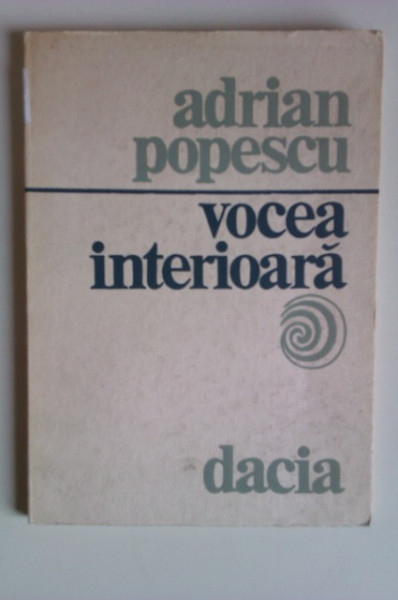 adrian
popescu
vocea
interioară
dacia